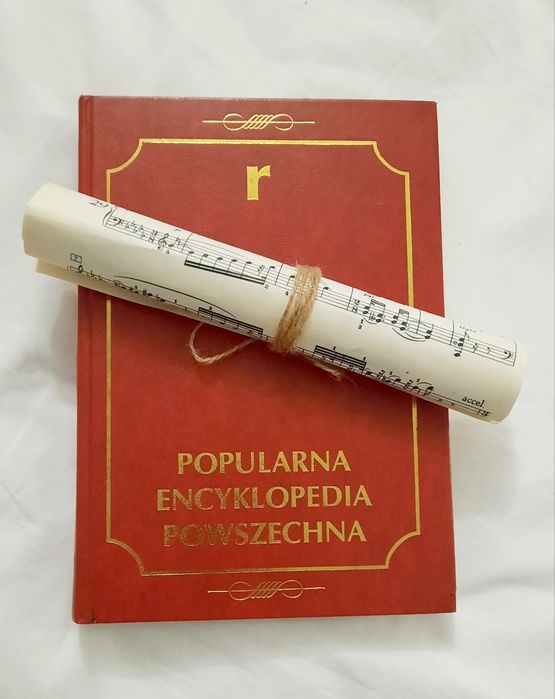 r
accel
POPULARNA
ENCYKLOPEDIA
POWSZECHNA